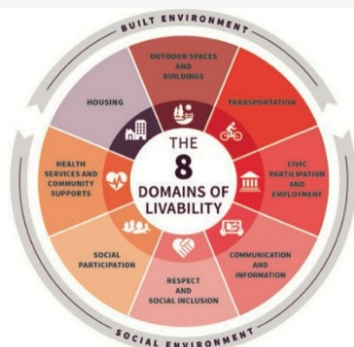 BUILT ENVIRONMENT
OUTDOOR SPACES
AND
BUILDINGS
HOUSING
TRANSPORTATION
THE
8
DOMAINS OF
LIVABILITY
HEALTH
SERVICES AND
COMMUNITY
SUPPORTS
CIVIC
PARTICIPATION
AND
EMPLOYMENT
SOCIAL
PARTICIPATION
COMMUNICATION
AND
INFORMATION
RESPECT
AND
SOCIAL INCLUSION
SOCIAL ENVIRONMENT